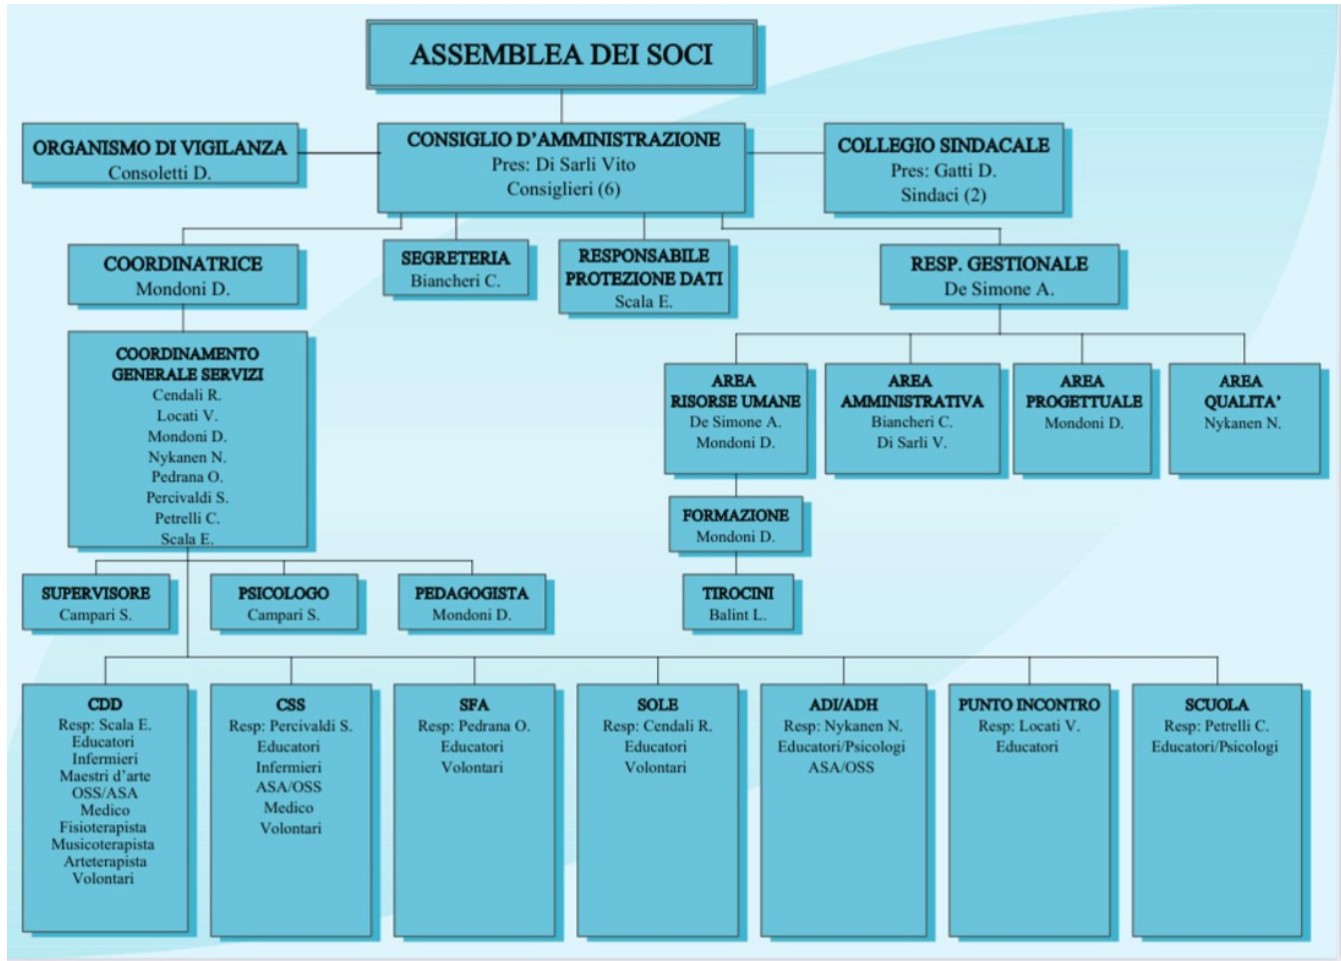 ASSEMBLEA DEI SOCI
ORGANISMO DI VIGILANZA
Consoletti D.
CONSIGLIO D'AMMINISTRAZIONE
Pres: Di Sarli Vito
Consiglieri (6)
COLLEGIO SINDACALE
Pres: Gatti D.
Sindaci (2)
COORDINATRICE
Mondoni D.
SEGRETERIA
Biancheri C.
RESPONSABILE
PROTEZIONE DATI
Scala E.
RESP. GESTIONALE
De Simone A.
COORDINAMENTO
GENERALE SERVIZI
Cendali R.
Locati V.
Mondoni D.
Nykanen N.
Pedrana O.
Percivaldi S.
Petrelli C.
Scala E.
AREA
RISORSE UMANE
De Simone A.
Mondoni D.
AREA
AMMINISTRATIVA
Biancheri C.
Di Sarli V.
AREA
PROGETTUALE
Mondoni D.
AREA
QUALITA'
Nykanen N.
FORMAZIONE
Mondoni D.
SUPERVISORE
Campari S.
PSICOLOGO
Campari S.
PEDAGOGISTA
Mondoni D.
TIROCINI
Balint L.
CDD
Resp: Scala E.
Educatori
Infermieri
Maestri d'arte
OSS/ASA
Medico
Fisioterapista
Musicoterapista
Arteterapista
Volontari
CSS
Resp: Percivaldi S.
Educatori
Infermieri
ASA/OSS
Medico
Volontari
SFA
Resp: Pedrana O.
Educatori
Volontari
SOLE
Resp: Cendali R.
Educatori
Volontari
ADI/ADH
Resp: Nykanen N.
Educatori/Psicologi
ASA/OSS
PUNTO INCONTRO
Resp: Locati V.
Educatori
SCUOLA
Resp: Petrelli C.
Educatori/Psicologi